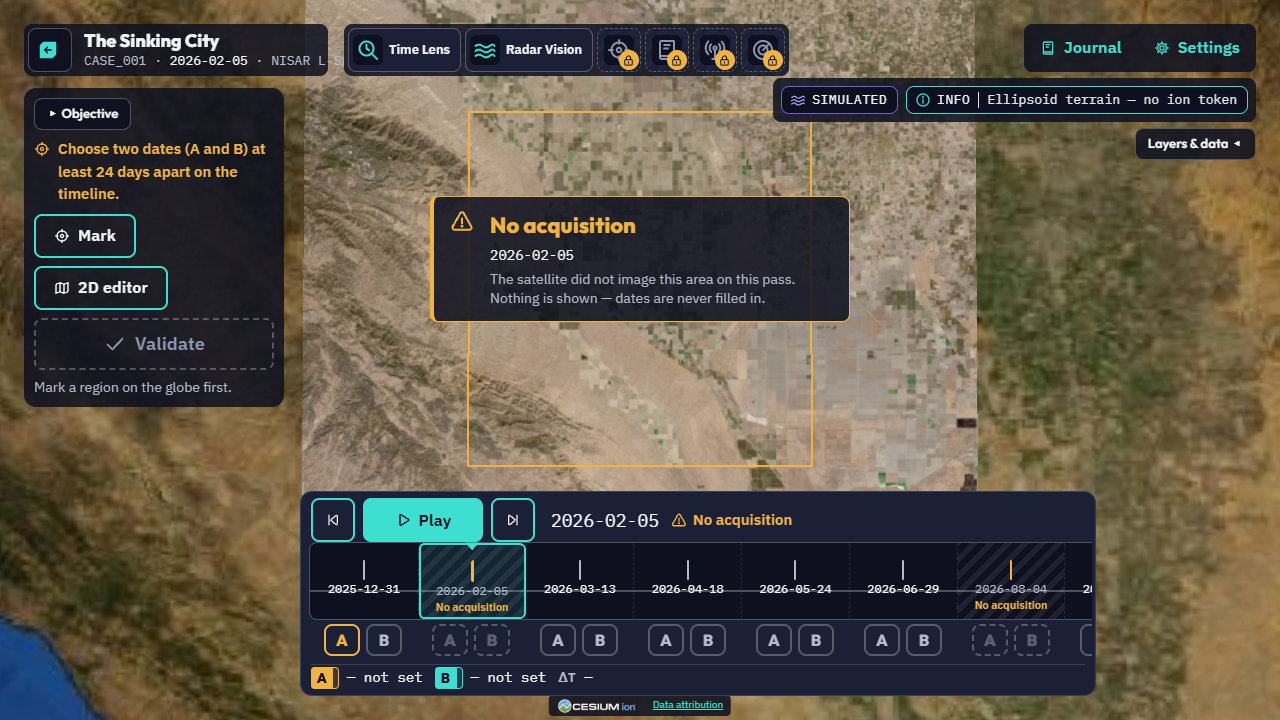 The Sinking City
CASE_001 · 2026-02-05 · NISAR L-S
Time Lens
Radar Vision
Journal
Settings
SIMULATED
INFO | Ellipsoid terrain — no ion token
Layers & data
Objective
Choose two dates (A and B) at
least 24 days apart on the
timeline.
Mark
2D editor
Validate
Mark a region on the globe first.
No acquisition
2026-02-05
The satellite did not image this area on this pass.
Nothing is shown — dates are never filled in.
Play
2026-02-05
No acquisition
2025-12-31
2026-02-05
No acquisition
2026-03-13
2026-04-18
2026-05-24
2026-06-29
2026-08-04
No acquisition
20
A B A B A B A B A B A B A B
A — not set B — not set ΔT —
CESIUM ion
Data attribution